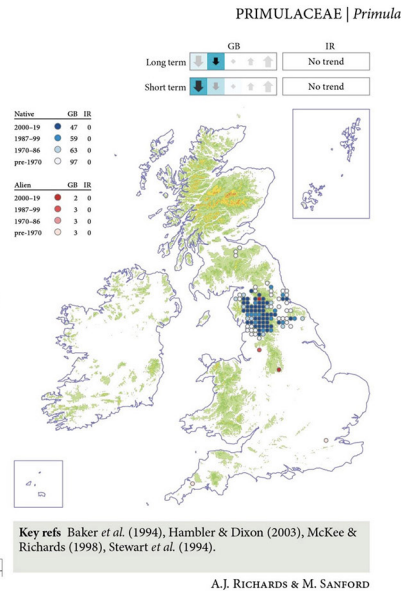 PRIMULACEAE | Primula
GB IR
Long term No trend
Short term No trend
Native GB IR
2000–19 47 0
1987–99 59 0
1970–86 63 0
pre-1970 97 0
Alien GB IR
2000–19 2 0
1987–99 3 0
1970–86 3 0
pre-1970 3 0
Key refs Baker et al. (1994), Hambler & Dixon (2003), McKee &
Richards (1998), Stewart et al. (1994).
A.J. Richards & M. Sanford